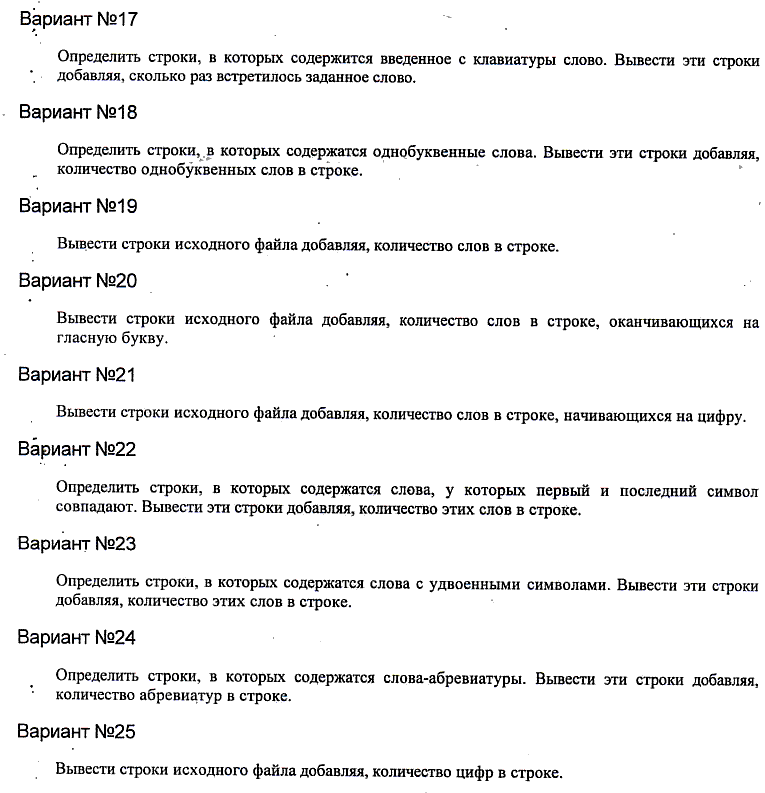 Вариант №17
Определить строки, в которых содержится введенное с клавиатуры слово. Вывести эти строки
добавляя, сколько раз встретилось заданное слово.
Вариант №18
Определить строки, в которых содержатся однобуквенные слова. Вывести эти строки добавляя,
количество однобуквенных слов в строке.
Вариант №19
Вывести строки исходного файла добавляя, количество слов в строке.
Вариант №20
Вывести строки исходного файла добавляя, количество слов в строке, оканчивающихся на
гласную букву.
Вариант №21
Вывести строки исходного файла добавляя, количество слов в строке, начивающихся на цифру.
Вариант №22
Определить строки, в которых содержатся слова, у которых первый и последний символ
совпадают. Вывести эти строки добавляя, количество этих слов в строке.
Вариант №23
Определить строки, в которых содержатся слова с удвоенными символами. Вывести эти строки
добавляя, количество этих слов в строке.
Вариант №24
Определить строки, в которых содержатся слова-абревиатуры. Вывести эти строки добавляя,
количество абревиатур в строке.
Вариант №25
Вывести строки исходного файла добавляя, количество цифр в строке.